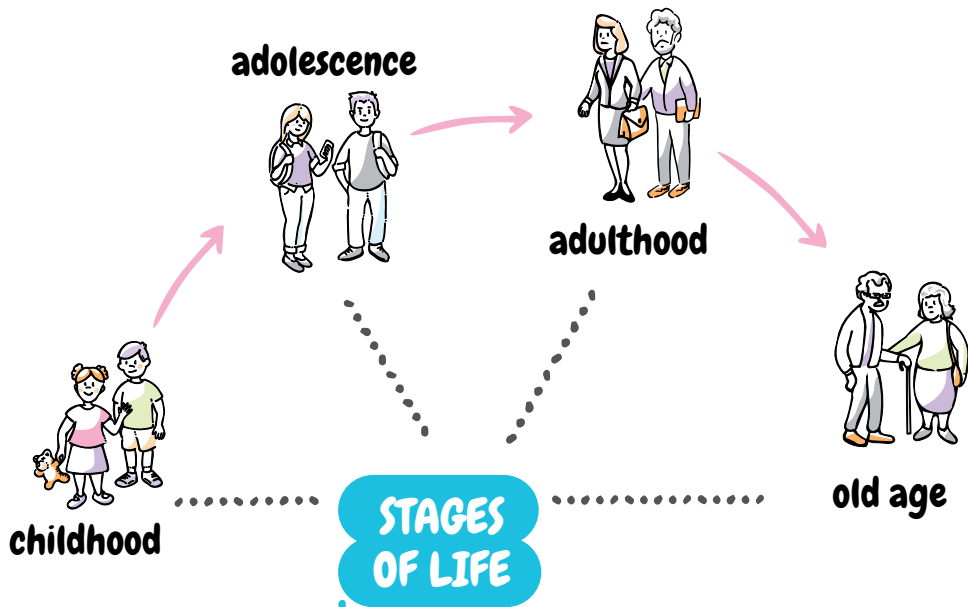 adolescence
adulthood
childhood
old age
STAGES
OF LIFE